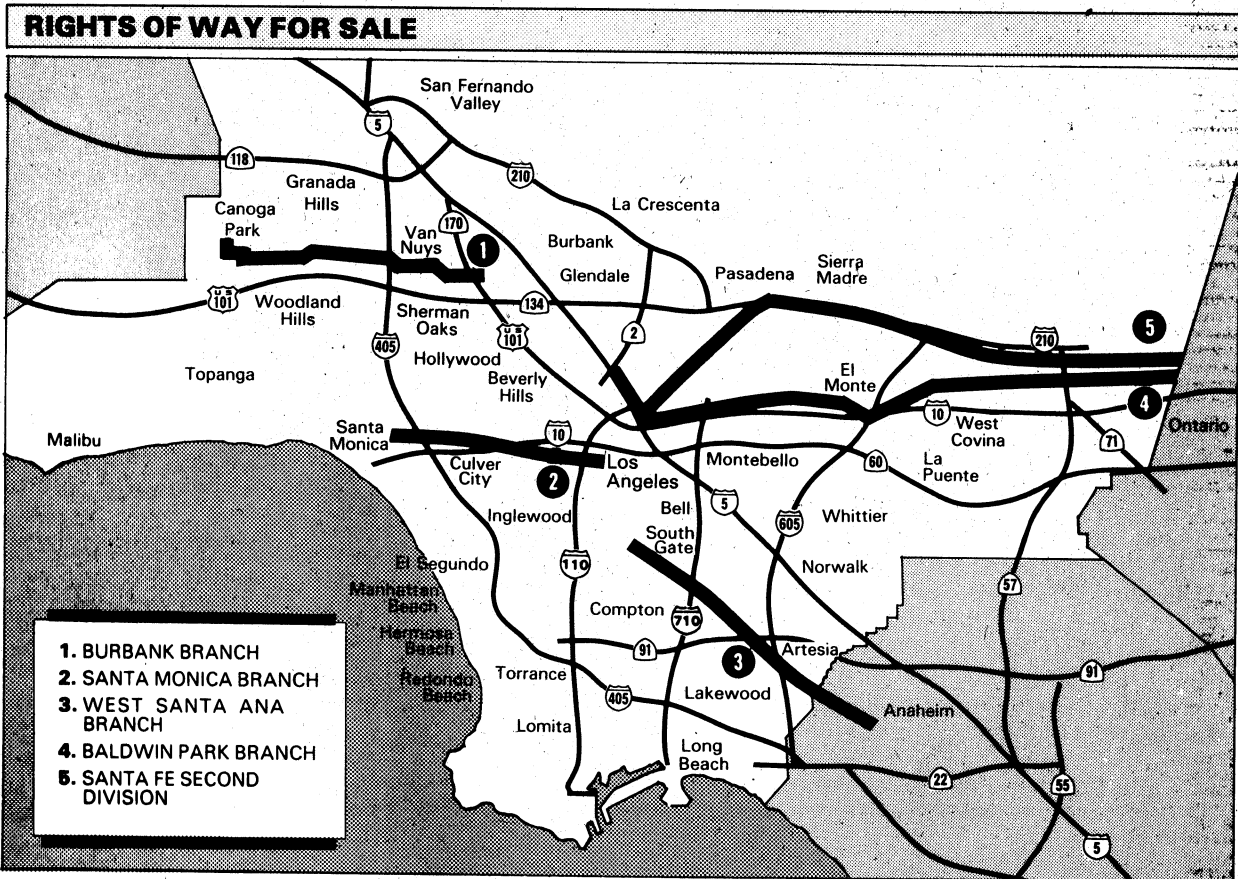 RIGHTS OF WAY FOR SALE
San Fernando
Valley
5
118
210
Granada
Hills
La Crescenta
Canoga
Park
170
Van
Nuys
1
Burbank
Glendale
Pasadena
Sierra
Madre
US
101
Woodland
Hills
134
Sherman
Oaks
405
US
101
2
210
5
Hollywood
Beverly
Hills
Topanga
El
Monte
4
10
West
Covina
Ontario
Malibu
Santa
Monica
10
71
Culver
City
2
Los
Angeles
Montebello
60
La
Puente
Inglewood
Bell
5
605
Whittier
South
Gate
El Segundo
110
Norwalk
57
Manhattan
Beach
Compton
710
Hermosa
Beach
91
3
Artesia
91
Redondo
Beach
Torrance
405
Lakewood
Anaheim
Lomita
Long
Beach
22
55
5
1. BURBANK BRANCH
2. SANTA MONICA BRANCH
3. WEST SANTA ANA
BRANCH
4. BALDWIN PARK BRANCH
5. SANTA FE SECOND
DIVISION